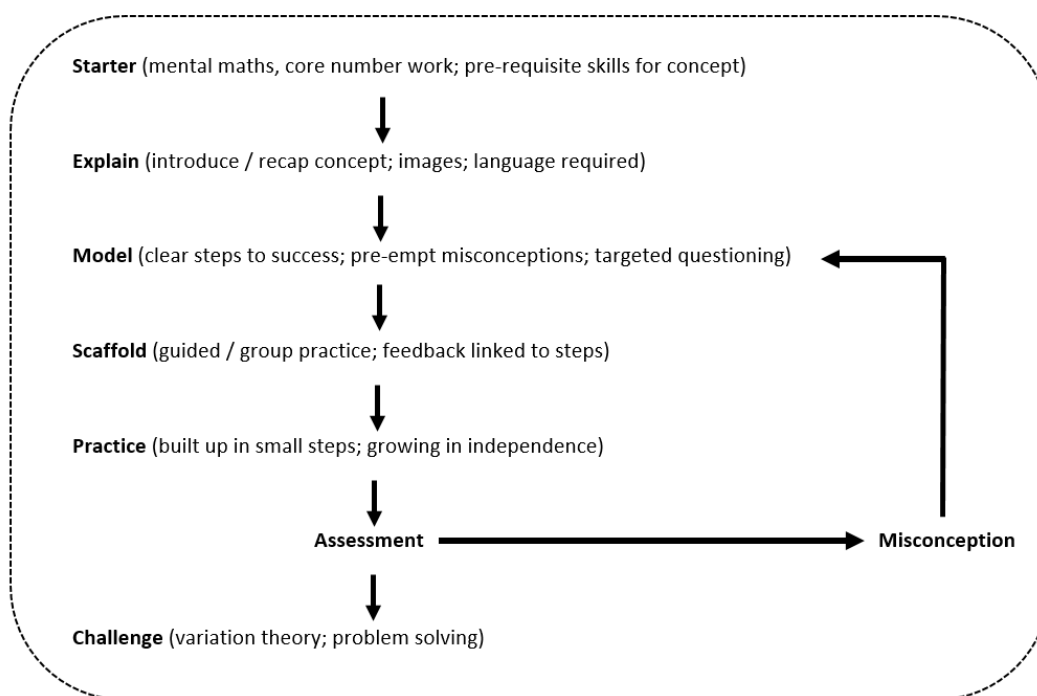 Starter (mental maths, core number work; pre-requisite skills for concept)
Explain (introduce / recap concept; images; language required)
Model (clear steps to success; pre-empt misconceptions; targeted questioning)
Scaffold (guided / group practice; feedback linked to steps)
Practice (built up in small steps; growing in independence)
Assessment
Misconception
Challenge (variation theory; problem solving)